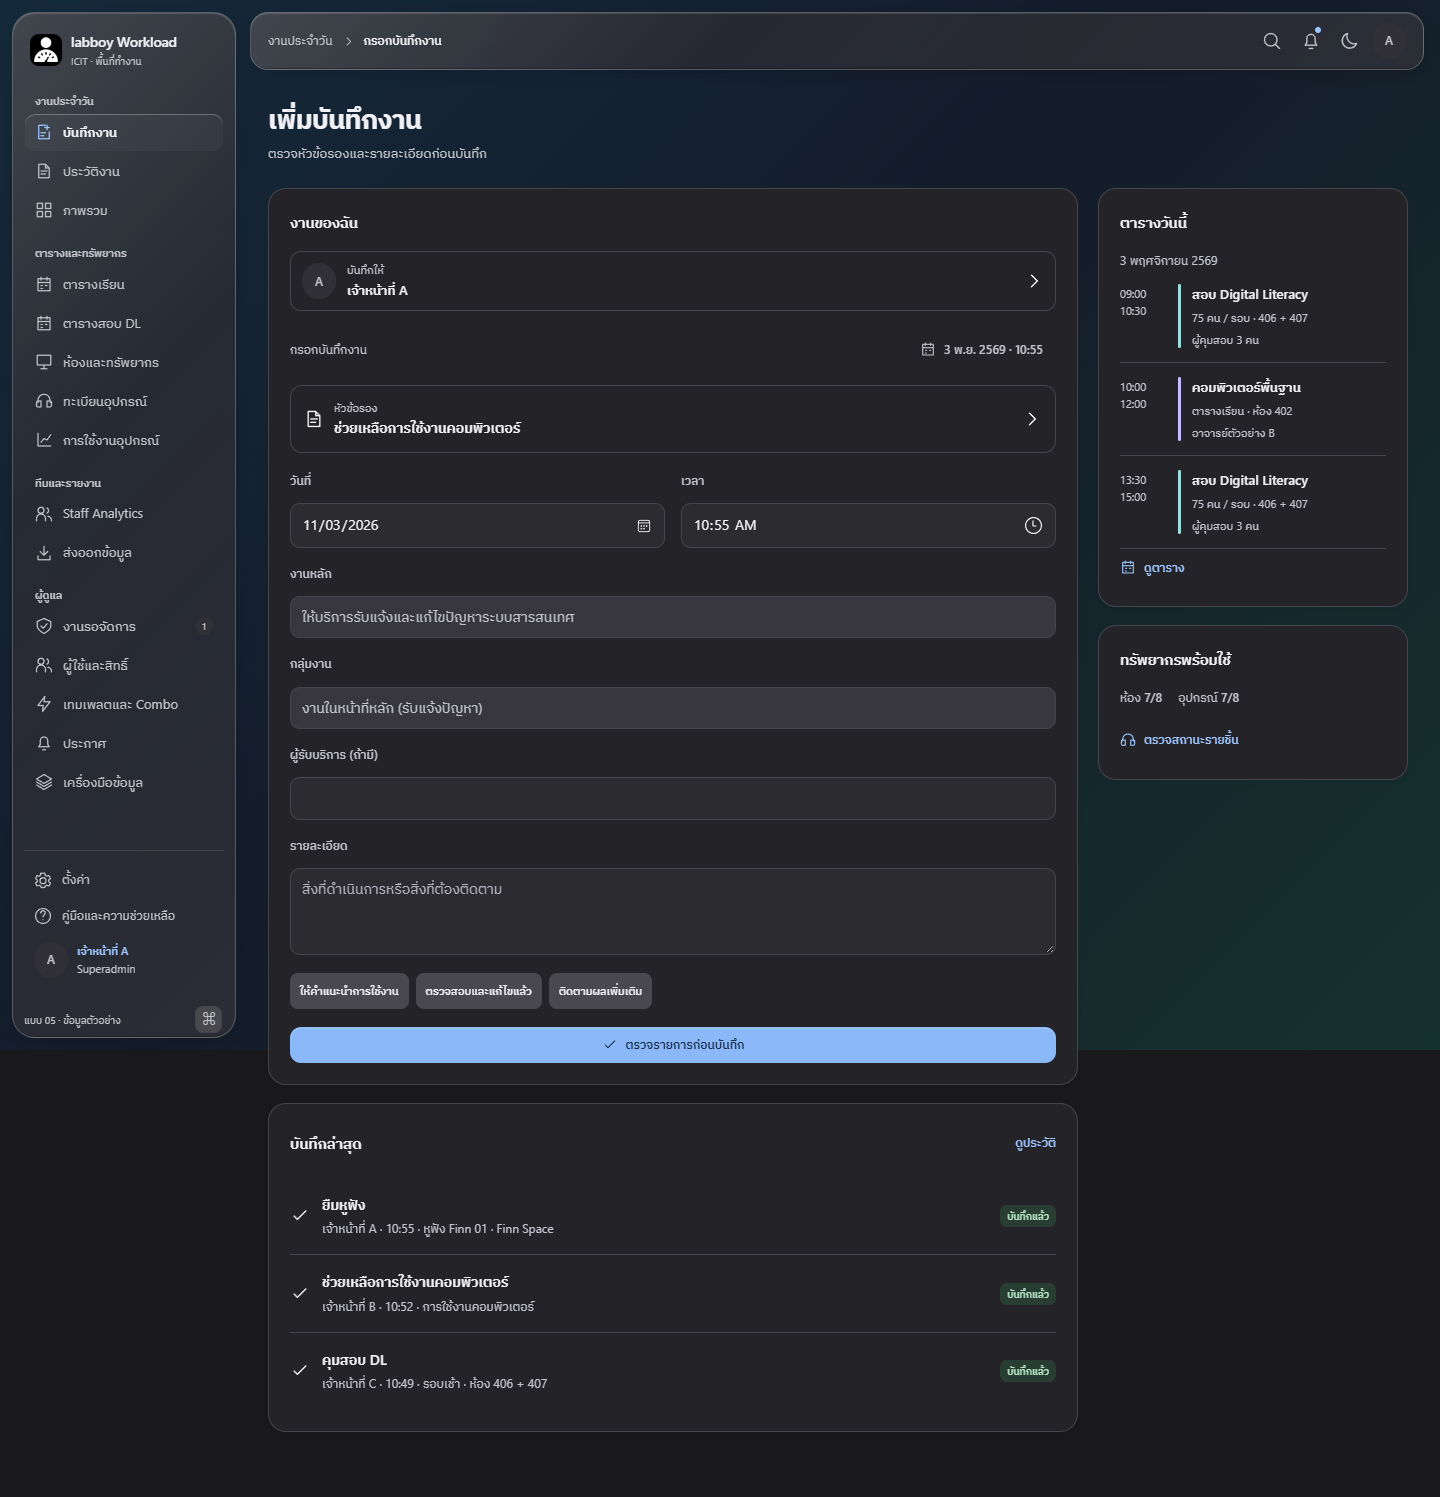 labboy Workload
ICIT · พื้นที่ทำงาน
งานประจำวัน
บันทึกงาน
ประวัติงาน
ภาพรวม
ตารางและทรัพยากร
ตารางเรียน
ตารางสอบ DL
ห้องและทรัพยากร
ทะเบียนอุปกรณ์
การใช้งานอุปกรณ์
ทีมและรายงาน
Staff Analytics
ส่งออกข้อมูล
ผู้ดูแล
งานรอจัดการ 1
ผู้ใช้และสิทธิ์
เทมเพลตและ Combo
ประกาศ
เครื่องมือข้อมูล
ตั้งค่า
คู่มือและความช่วยเหลือ
A
เจ้าหน้าที่ A
Superadmin
แบบ 05 · ข้อมูลตัวอย่าง
งานประจำวัน > กรอกบันทึกงาน
A
เพิ่มบันทึกงาน
ตรวจหัวข้อรองและรายละเอียดก่อนบันทึก
งานของฉัน
A
บันทึกให้
เจ้าหน้าที่ A
กรอกบันทึกงาน
3 พ.ย. 2569 · 10:55
หัวข้อรอง
ช่วยเหลือการใช้งานคอมพิวเตอร์
วันที่
เวลา
11/03/2026
10:55 AM
งานหลัก
ให้บริการรับแจ้งและแก้ไขปัญหาระบบสารสนเทศ
กลุ่มงาน
งานในหน้าที่หลัก (รับแจ้งปัญหา)
ผู้รับบริการ (ถ้ามี)
รายละเอียด
สิ่งที่ดำเนินการหรือสิ่งที่ต้องติดตาม
ให้คำแนะนำการใช้งาน
ตรวจสอบและแก้ไขแล้ว
ติดตามผลเพิ่มเติม
ตรวจรายการก่อนบันทึก
บันทึกล่าสุด
ดูประวัติ
ยืมหูฟัง
เจ้าหน้าที่ A · 10:55 · หูฟัง Finn 01 · Finn Space
บันทึกแล้ว
ช่วยเหลือการใช้งานคอมพิวเตอร์
เจ้าหน้าที่ B · 10:52 · การใช้งานคอมพิวเตอร์
บันทึกแล้ว
คุมสอบ DL
เจ้าหน้าที่ C · 10:49 · รอบเช้า · ห้อง 406 + 407
บันทึกแล้ว
ตารางวันนี้
3 พฤศจิกายน 2569
09:00
10:30
สอบ Digital Literacy
75 คน / รอบ · 406 + 407
ผู้คุมสอบ 3 คน
10:00
12:00
คอมพิวเตอร์พื้นฐาน
ตารางเรียน · ห้อง 402
อาจารย์ตัวอย่าง B
13:30
15:00
สอบ Digital Literacy
75 คน / รอบ · 406 + 407
ผู้คุมสอบ 3 คน
ดูตาราง
ทรัพยากรพร้อมใช้
ห้อง 7/8 อุปกรณ์ 7/8
ตรวจสถานะรายชิ้น